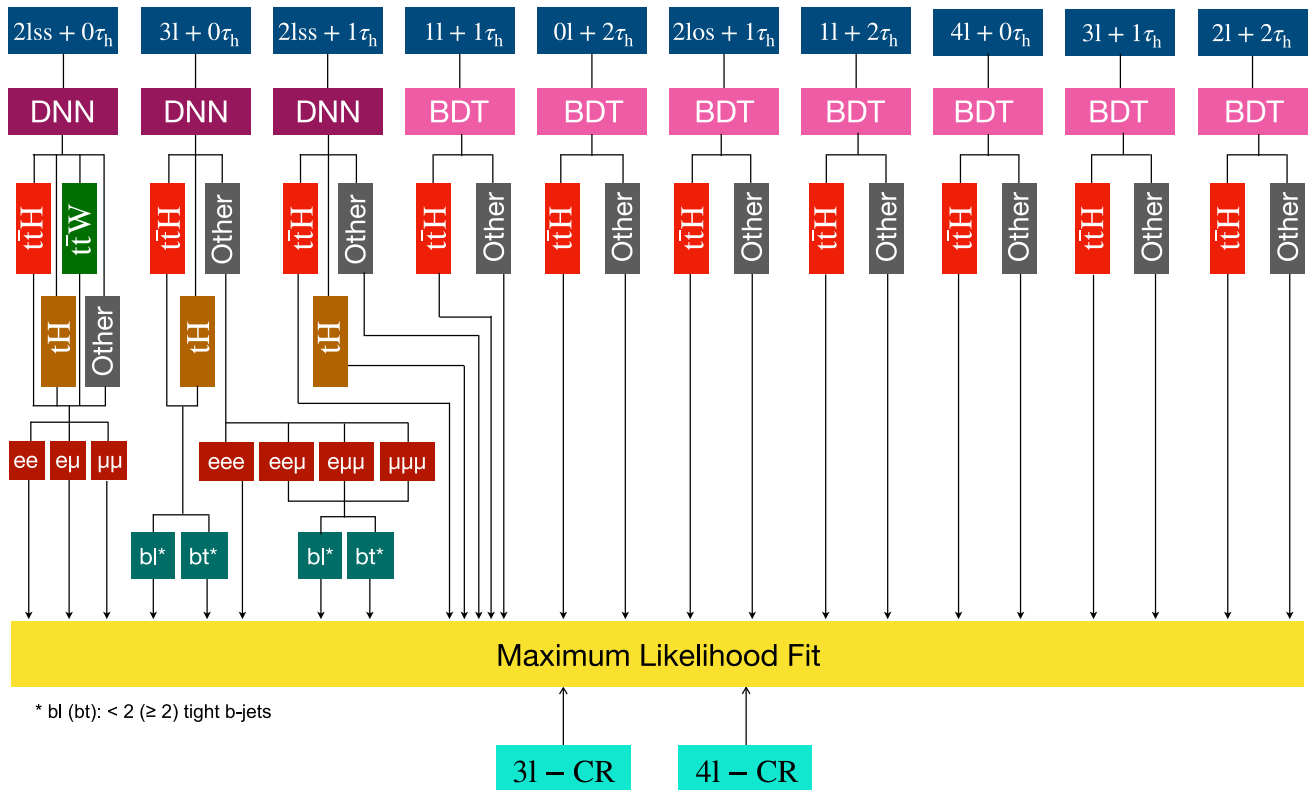 2lss + 0τh 3l + 0τh 2lss + 1τh 1l + 1τh 0l + 2τh 2los + 1τh 1l + 2τh 4l + 0τh 3l + 1τh 2l + 2τh
DNN DNN DNN BDT BDT BDT BDT BDT BDT BDT
tt̄H tt̄W tt̄H Other tt̄H Other tt̄H Other tt̄H Other tt̄H Other tt̄H Other tt̄H Other tt̄H Other tt̄H Other
tH Other tH tH
ee eμ μμ eee eeμ eμμ μμμ
bl* bt* bl* bt*
Maximum Likelihood Fit
* bl (bt): < 2 (≥ 2) tight b-jets
3l – CR 4l – CR